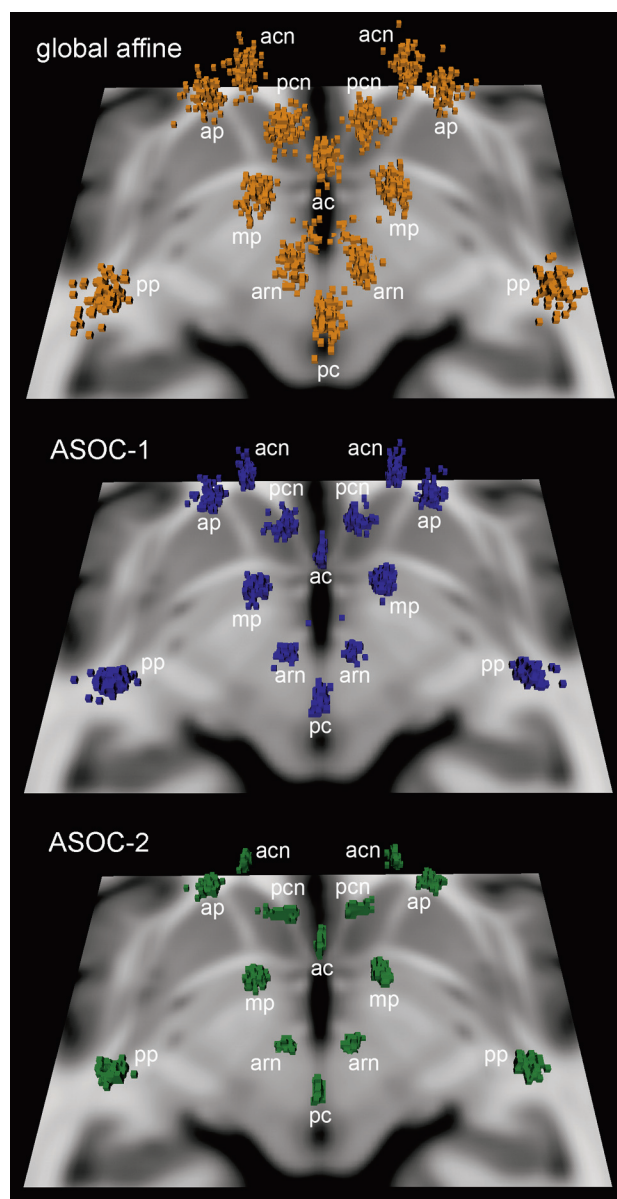 global affine
acn acn
pcn pcn
ap ap
ac
mp mp
arn arn
pp pp
pc
ASOC-1
acn acn
pcn pcn
ap ap
ac
mp mp
pp pp
arn arn
pc
ASOC-2
acn acn
pcn pcn
ap ap
ac
mp mp
arn arn
pp pp
pc